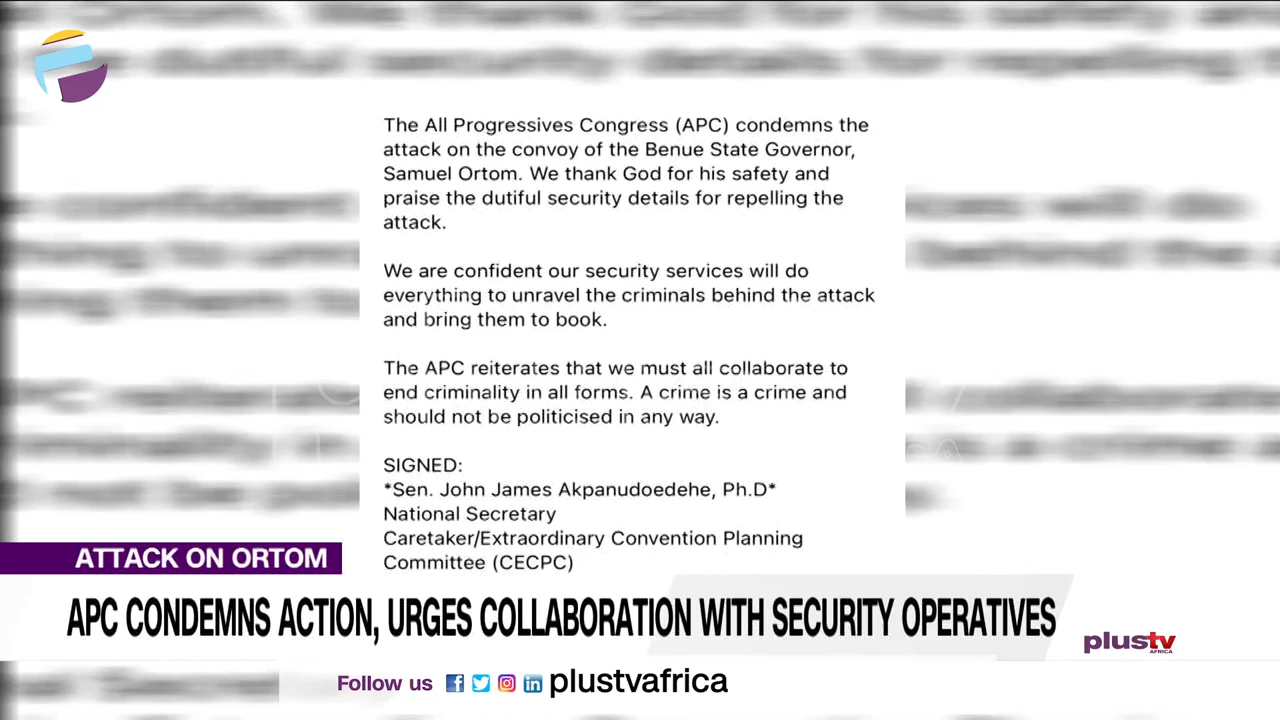 The All Progressives Congress (APC) condemns the
attack on the convoy of the Benue State Governor,
Samuel Ortom. We thank God for his safety and
praise the dutiful security details for repelling the
attack.
We are confident our security services will do
everything to unravel the criminals behind the attack
and bring them to book.
The APC reiterates that we must all collaborate to
end criminality in all forms. A crime is a crime and
should not be politicised in any way.
SIGNED:
*Sen. John James Akpanudoedehe, Ph.D*
National Secretary
Caretaker/Extraordinary Convention Planning
Committee (CECPC)
ATTACK ON ORTOM
APC CONDEMNS ACTION, URGES COLLABORATION WITH SECURITY OPERATIVES
plustv
AFRICA
Follow us plustvafrica